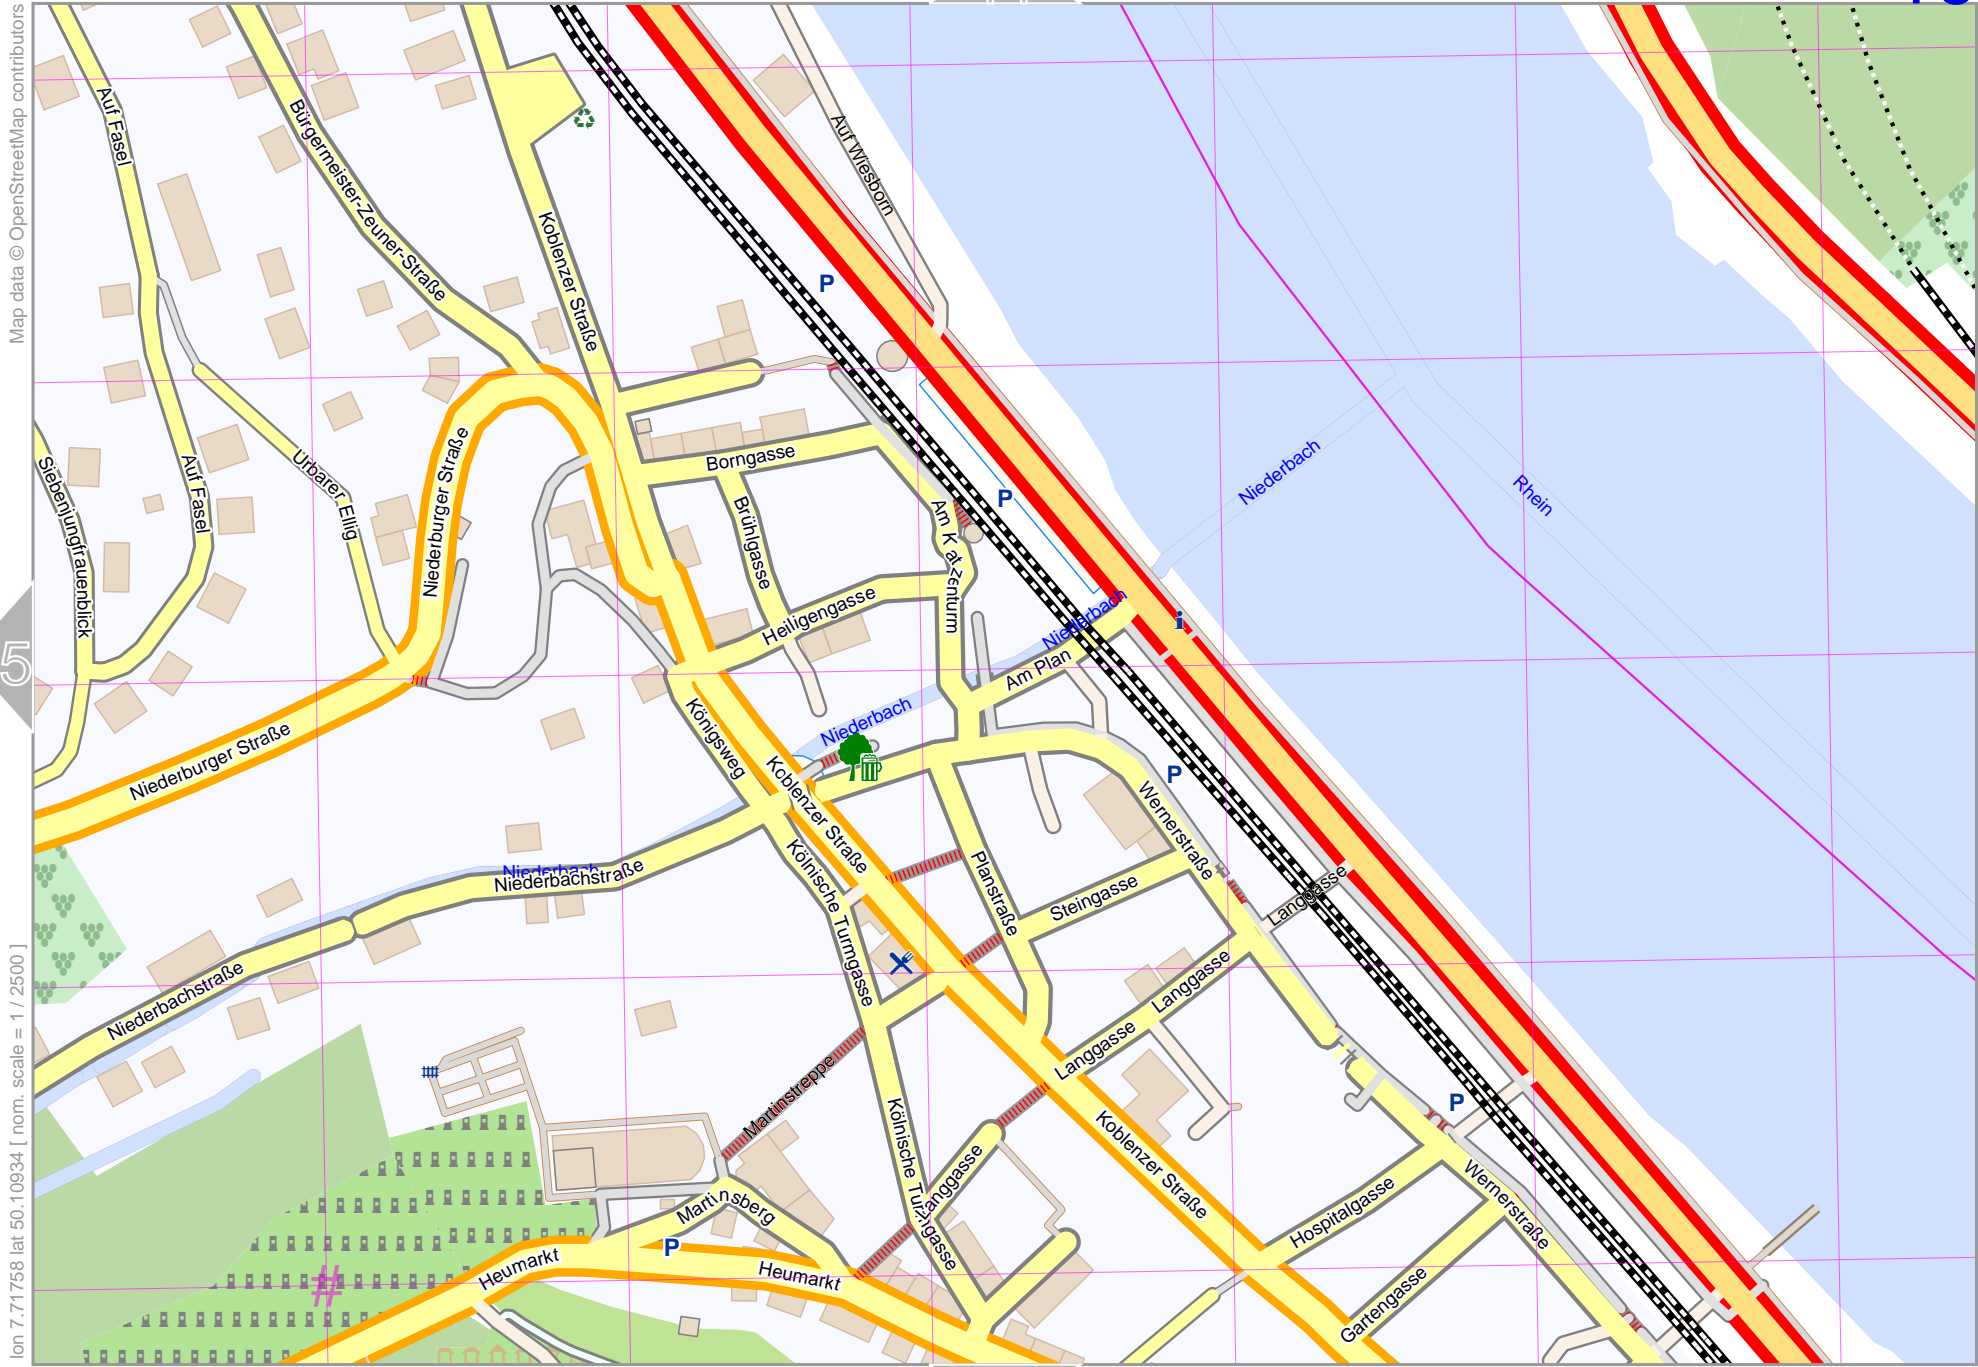 Map data © OpenStreetMap contributors
lon 7.71758 lat 50.10934 [ nom. scale = 1 / 2500 ]
5
Auf Fasel
Bürgermeister-Zeuner-Straße
Koblenzer Straße
Auf Wiesborn
P
Siebenjungfrauenblick
Auf Fasel
Urbarer Ellig
Niederburger Straße
Borngasse
Brühlgasse
Am Katzenturm
P
Niederbach
Rhein
Heiligengasse
Niederbach
i
Am Plan
Niederburger Straße
Königsweg
Niederbach
Koblenzer Straße
P
Wernerstraße
Niederbach
Niederbachstraße
Kölnische Turmgasse
Planstraße
Steingasse
Langgasse
Niederbachstraße
Langgasse
Langgasse
Martinstreppe
P
Kölnische Turmgasse
Langgasse
Koblenzer Straße
Martinsberg
Hospitalgasse
Wernerstraße
Heumarkt
P
Heumarkt
Gartengasse